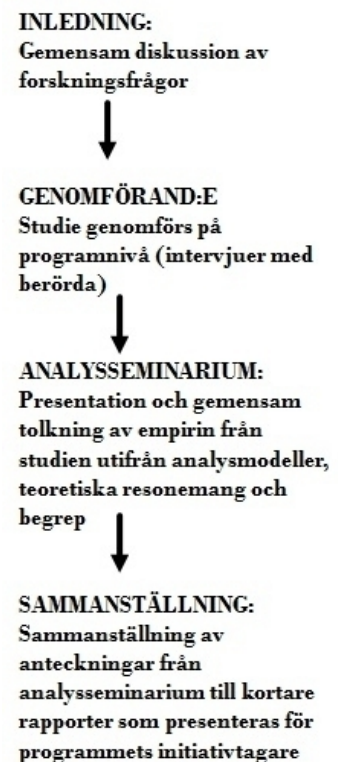 INLEDNING:
Gemensam diskussion av
forskningsfrågor
GENOMFÖRAND:E
Studie genomförs på
programnivå (intervjuer med
berörda)
ANALYSSEMINARIUM:
Presentation och gemensam
tolkning av empirin från
studien utifrån analysmodeller,
teoretiska resonemang och
begrep
SAMMANSTÄLLNING:
Sammanställning av
anteckningar från
analysseminarium till kortare
rapporter som presenteras för
programmets initiativtagare